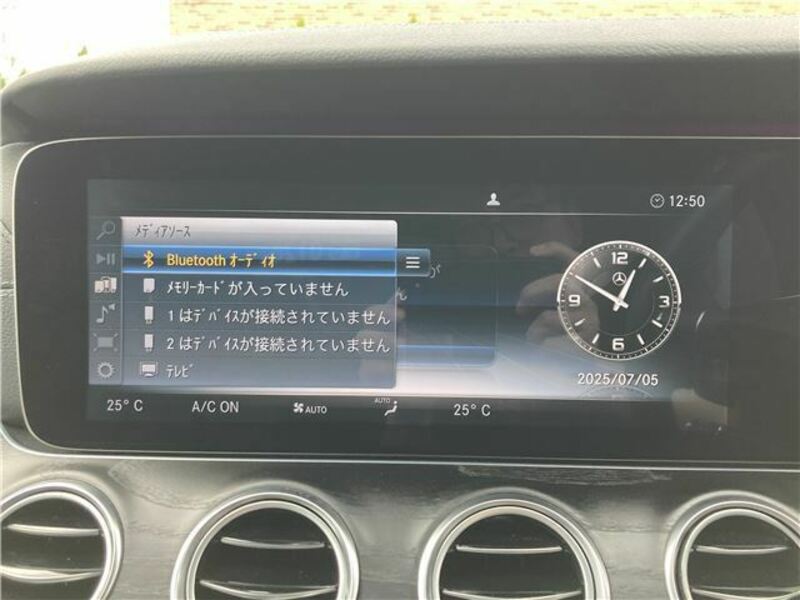 12:50
メディアソース
Bluetooth オーディオ
が
メモリーカードが入っていません
ん
1 はデバイスが接続されていません
2 はデバイスが接続されていません
テレビ
12
3
6
9
2025/07/05
25° C
A/C ON
AUTO
AUTO
25° C